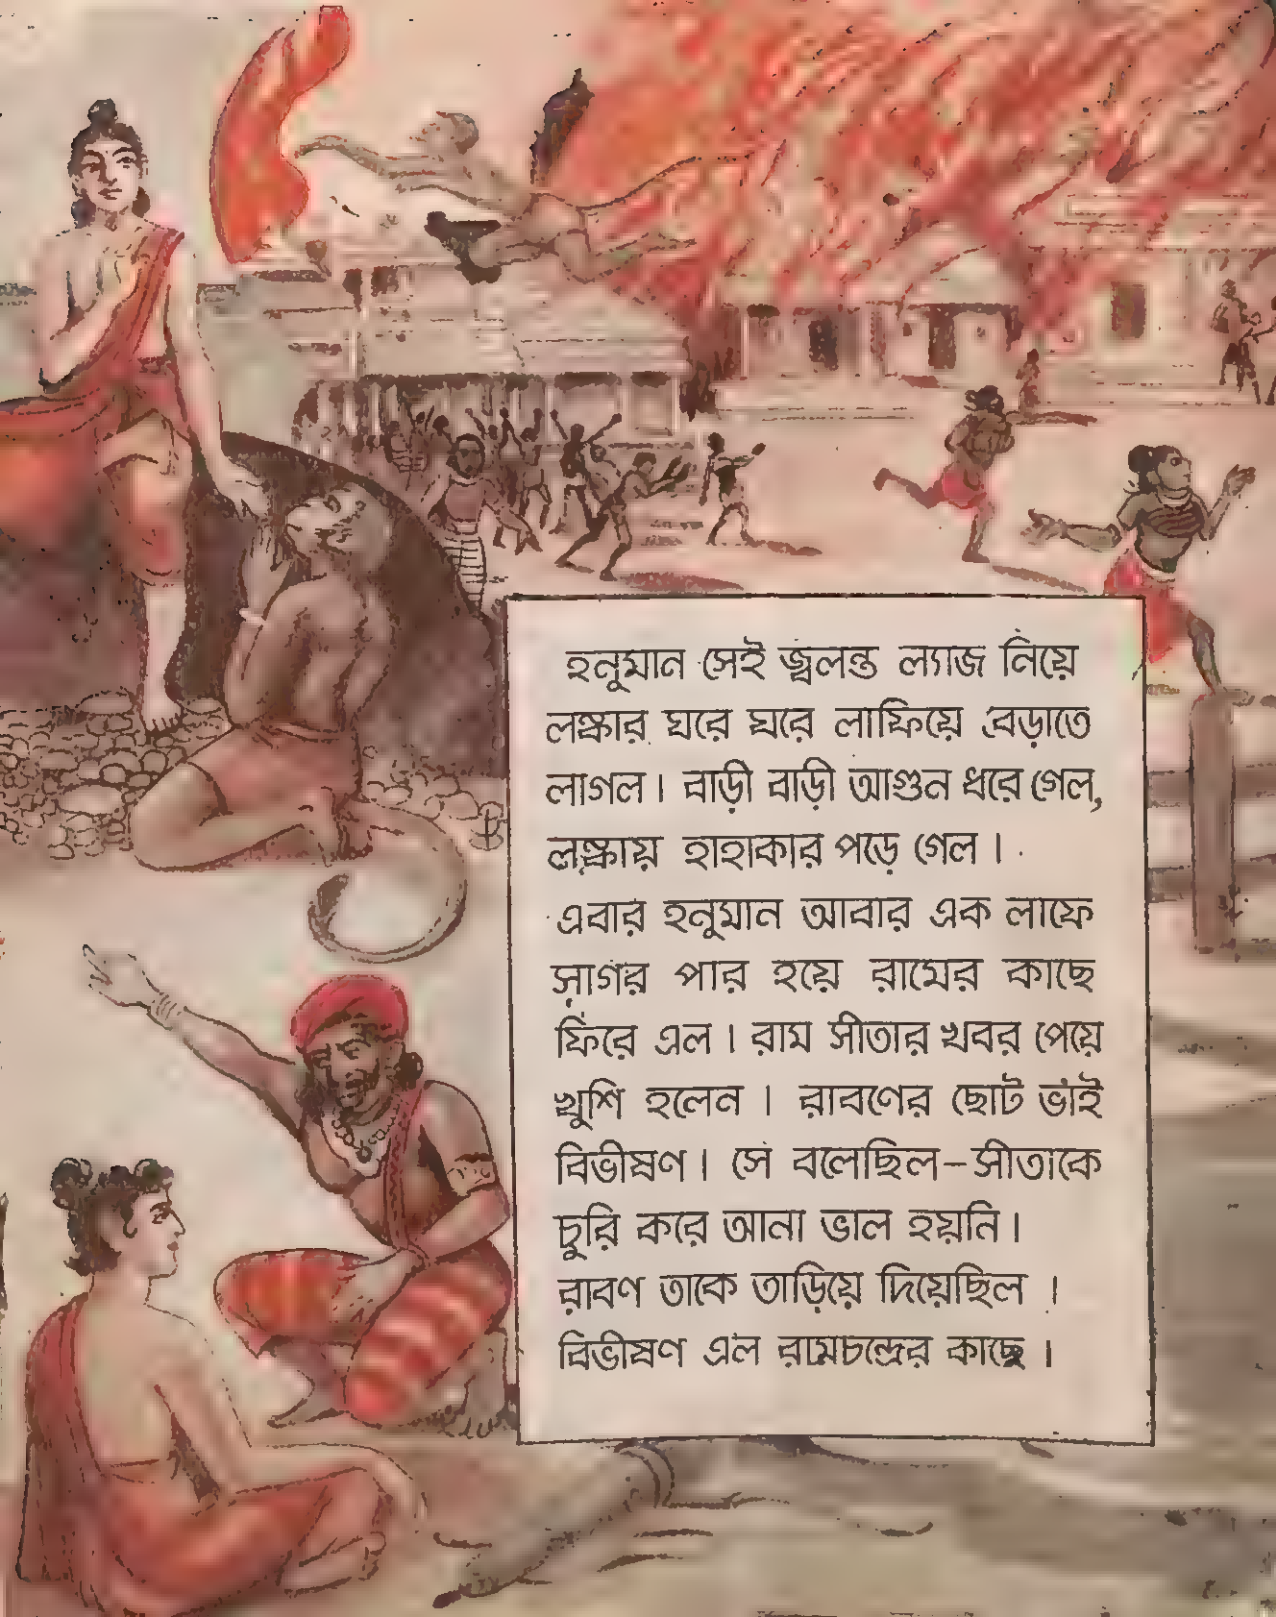 হনুমান সেই জ্বলন্ত ল্যাজ নিয়ে
লঙ্কার ঘরে ঘরে লাফিয়ে বেড়াতে
লাগল। বাড়ী বাড়ী আগুন ধরে গেল,
লঙ্কায় হাহাকার পড়ে গেল।
এবার হনুমান আবার এক লাফে
সাগর পার হয়ে রামের কাছে
ফিরে এল। রাম সীতার খবর পেয়ে
খুশি হলেন। রাবণের ছোট ভাই
বিভীষণ। সে বলেছিল–সীতাকে
চুরি করে আনা ভাল হয়নি।
রাবণ তাকে তাড়িয়ে দিয়েছিল।
বিভীষণ এল রামচন্দ্রের কাছে।